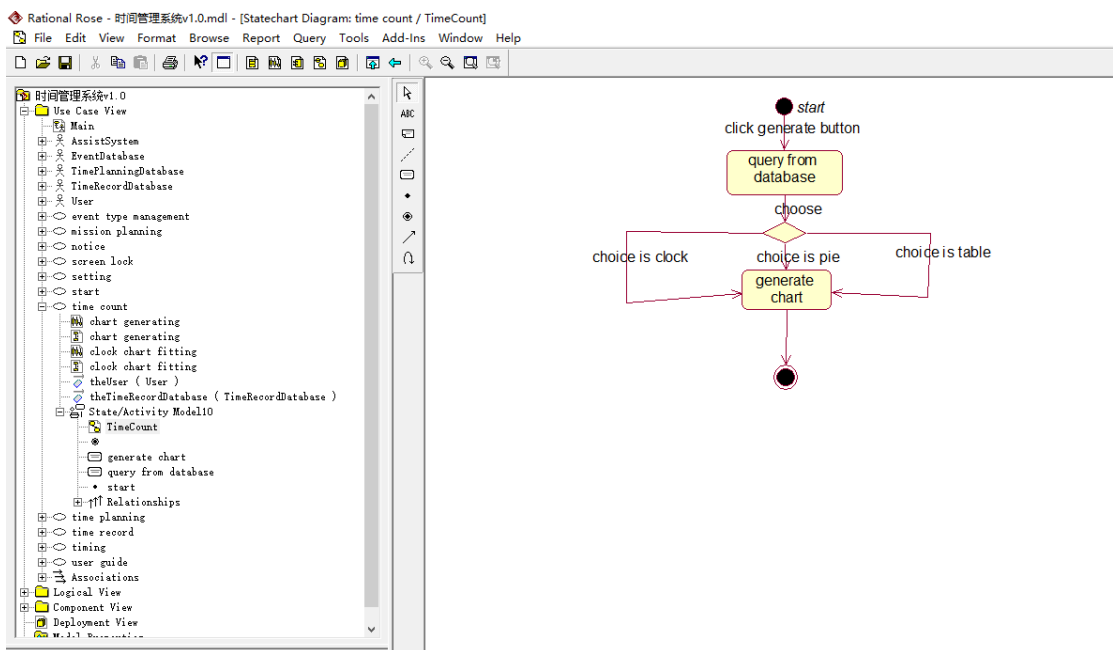 Rational Rose - 时间管理系统v1.0.mdl - [Statechart Diagram: time count / TimeCount]
File Edit View Format Browse Report Query Tools Add-Ins Window Help
时间管理系统v1.0
Use Case View
Main
AssistSystem
EventDatabase
TimePlanningDatabase
TimeRecordDatabase
User
event type management
mission planning
notice
screen lock
setting
start
time count
chart generating
chart generating
clock chart fitting
clock chart fitting
theUser ( User )
theTimeRecordDatabase ( TimeRecordDatabase )
State/Activity Model10
TimeCount
generate chart
query from database
start
Relationships
time planning
time record
timing
user guide
Associations
Logical View
Component View
Deployment View
Model Properties
ABC
start
click generate button
query from
database
choose
choice is clock
choice is pie
choice is table
generate
chart